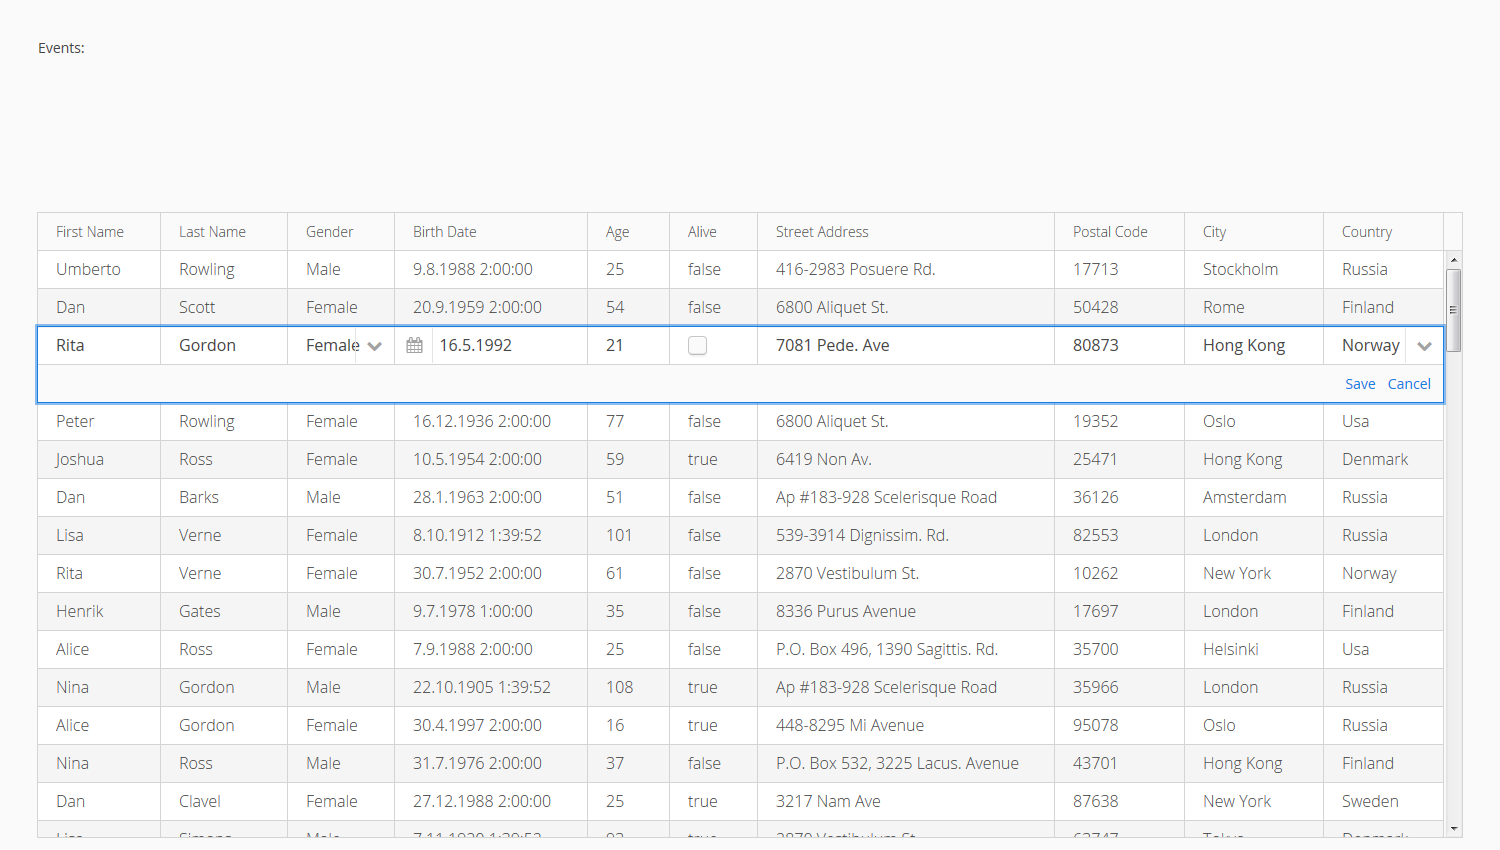 Events:
First Name Last Name Gender Birth Date Age Alive Street Address Postal Code City Country
Umberto Rowling Male 9.8.1988 2:00:00 25 false 416-2983 Posuere Rd. 17713 Stockholm Russia
Dan Scott Female 20.9.1959 2:00:00 54 false 6800 Aliquet St. 50428 Rome Finland
Rita Gordon Female 16.5.1992 21 7081 Pede. Ave 80873 Hong Kong Norway
Save Cancel
Peter Rowling Female 16.12.1936 2:00:00 77 false 6800 Aliquet St. 19352 Oslo Usa
Joshua Ross Female 10.5.1954 2:00:00 59 true 6419 Non Av. 25471 Hong Kong Denmark
Dan Barks Male 28.1.1963 2:00:00 51 false Ap #183-928 Scelerisque Road 36126 Amsterdam Russia
Lisa Verne Female 8.10.1912 1:39:52 101 false 539-3914 Dignissim. Rd. 82553 London Russia
Rita Verne Female 30.7.1952 2:00:00 61 false 2870 Vestibulum St. 10262 New York Norway
Henrik Gates Male 9.7.1978 1:00:00 35 false 8336 Purus Avenue 17697 London Finland
Alice Ross Female 7.9.1988 2:00:00 25 false P.O. Box 496, 1390 Sagittis. Rd. 35700 Helsinki Usa
Nina Gordon Male 22.10.1905 1:39:52 108 true Ap #183-928 Scelerisque Road 35966 London Russia
Alice Gordon Female 30.4.1997 2:00:00 16 true 448-8295 Mi Avenue 95078 Oslo Russia
Nina Ross Male 31.7.1976 2:00:00 37 false P.O. Box 532, 3225 Lacus. Avenue 43701 Hong Kong Finland
Dan Clavel Female 27.12.1988 2:00:00 25 true 3217 Nam Ave 87638 New York Sweden